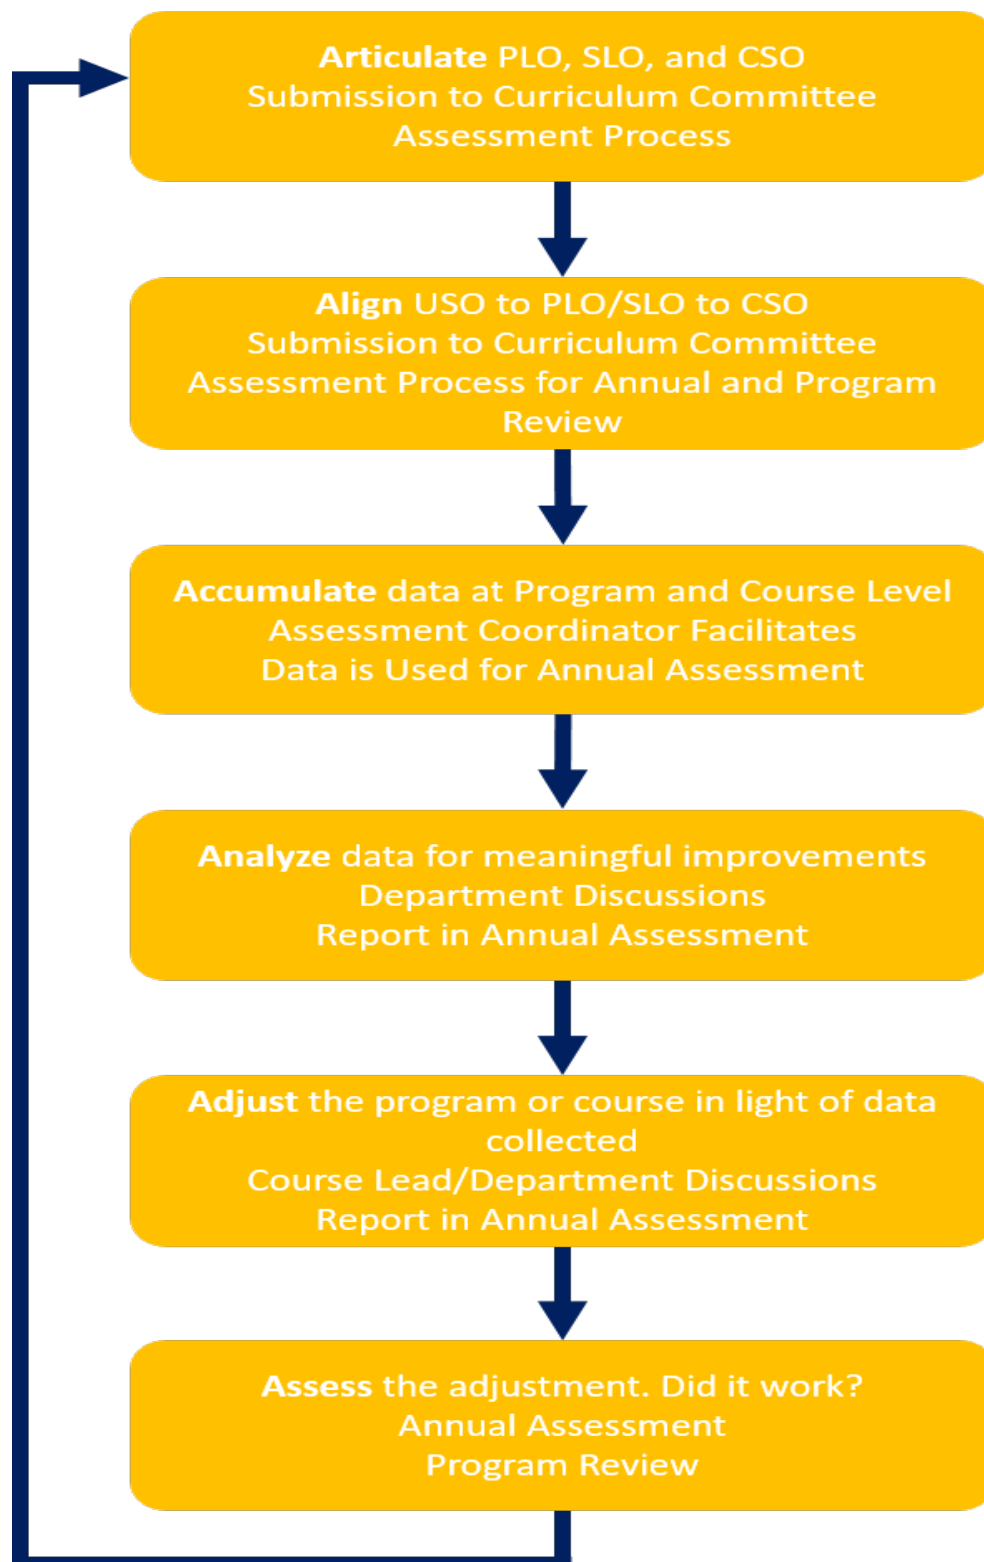 Articulate PLO, SLO, and CSO
Submission to Curriculum Committee
Assessment Process
Align USO to PLO/SLO to CSO
Submission to Curriculum Committee
Assessment Process for Annual and Program
Review
Accumulate data at Program and Course Level
Assessment Coordinator Facilitates
Data is Used for Annual Assessment
Analyze data for meaningful improvements
Department Discussions
Report in Annual Assessment
Adjust the program or course in light of data
collected
Course Lead/Department Discussions
Report in Annual Assessment
Assess the adjustment. Did it work?
Annual Assessment
Program Review